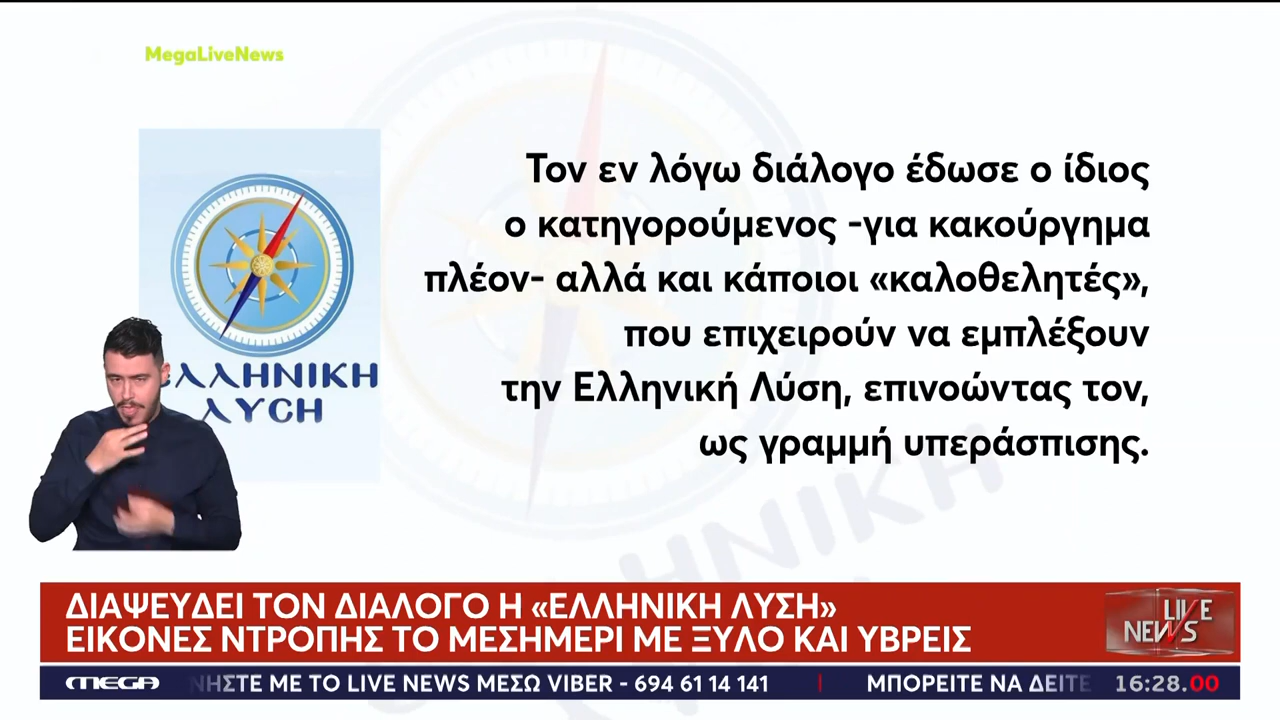 MegaLiveNews
ΕΛΛΗΝΙΚΗ
ΛΥСΗ
Τον εν λόγω διάλογο έδωσε ο ίδιος
ο κατηγορούμενος -για κακούργημα
πλέον- αλλά και κάποιοι «καλοθελητές»,
που επιχειρούν να εμπλέξουν
την Ελληνική Λύση, επινοώντας τον,
ως γραμμή υπεράσπισης.
ΔΙΑΨΕΥΔΕΙ ΤΟΝ ΔΙΑΛΟΓΟ Η «ΕΛΛΗΝΙΚΗ ΛΥΣΗ»
ΕΙΚΟΝΕΣ ΝΤΡΟΠΗΣ ΤΟ ΜΕΣΗΜΕΡΙ ΜΕ ΞΥΛΟ ΚΑΙ ΥΒΡΕΙΣ
LIVE
NEWS
MEGA ΝΗΣΤΕ ΜΕ ΤΟ LIVE NEWS ΜΕΣΩ VIBER - 694 61 14 141 | ΜΠΟΡΕΙΤΕ ΝΑ ΔΕΙΤΕ 16:28.00